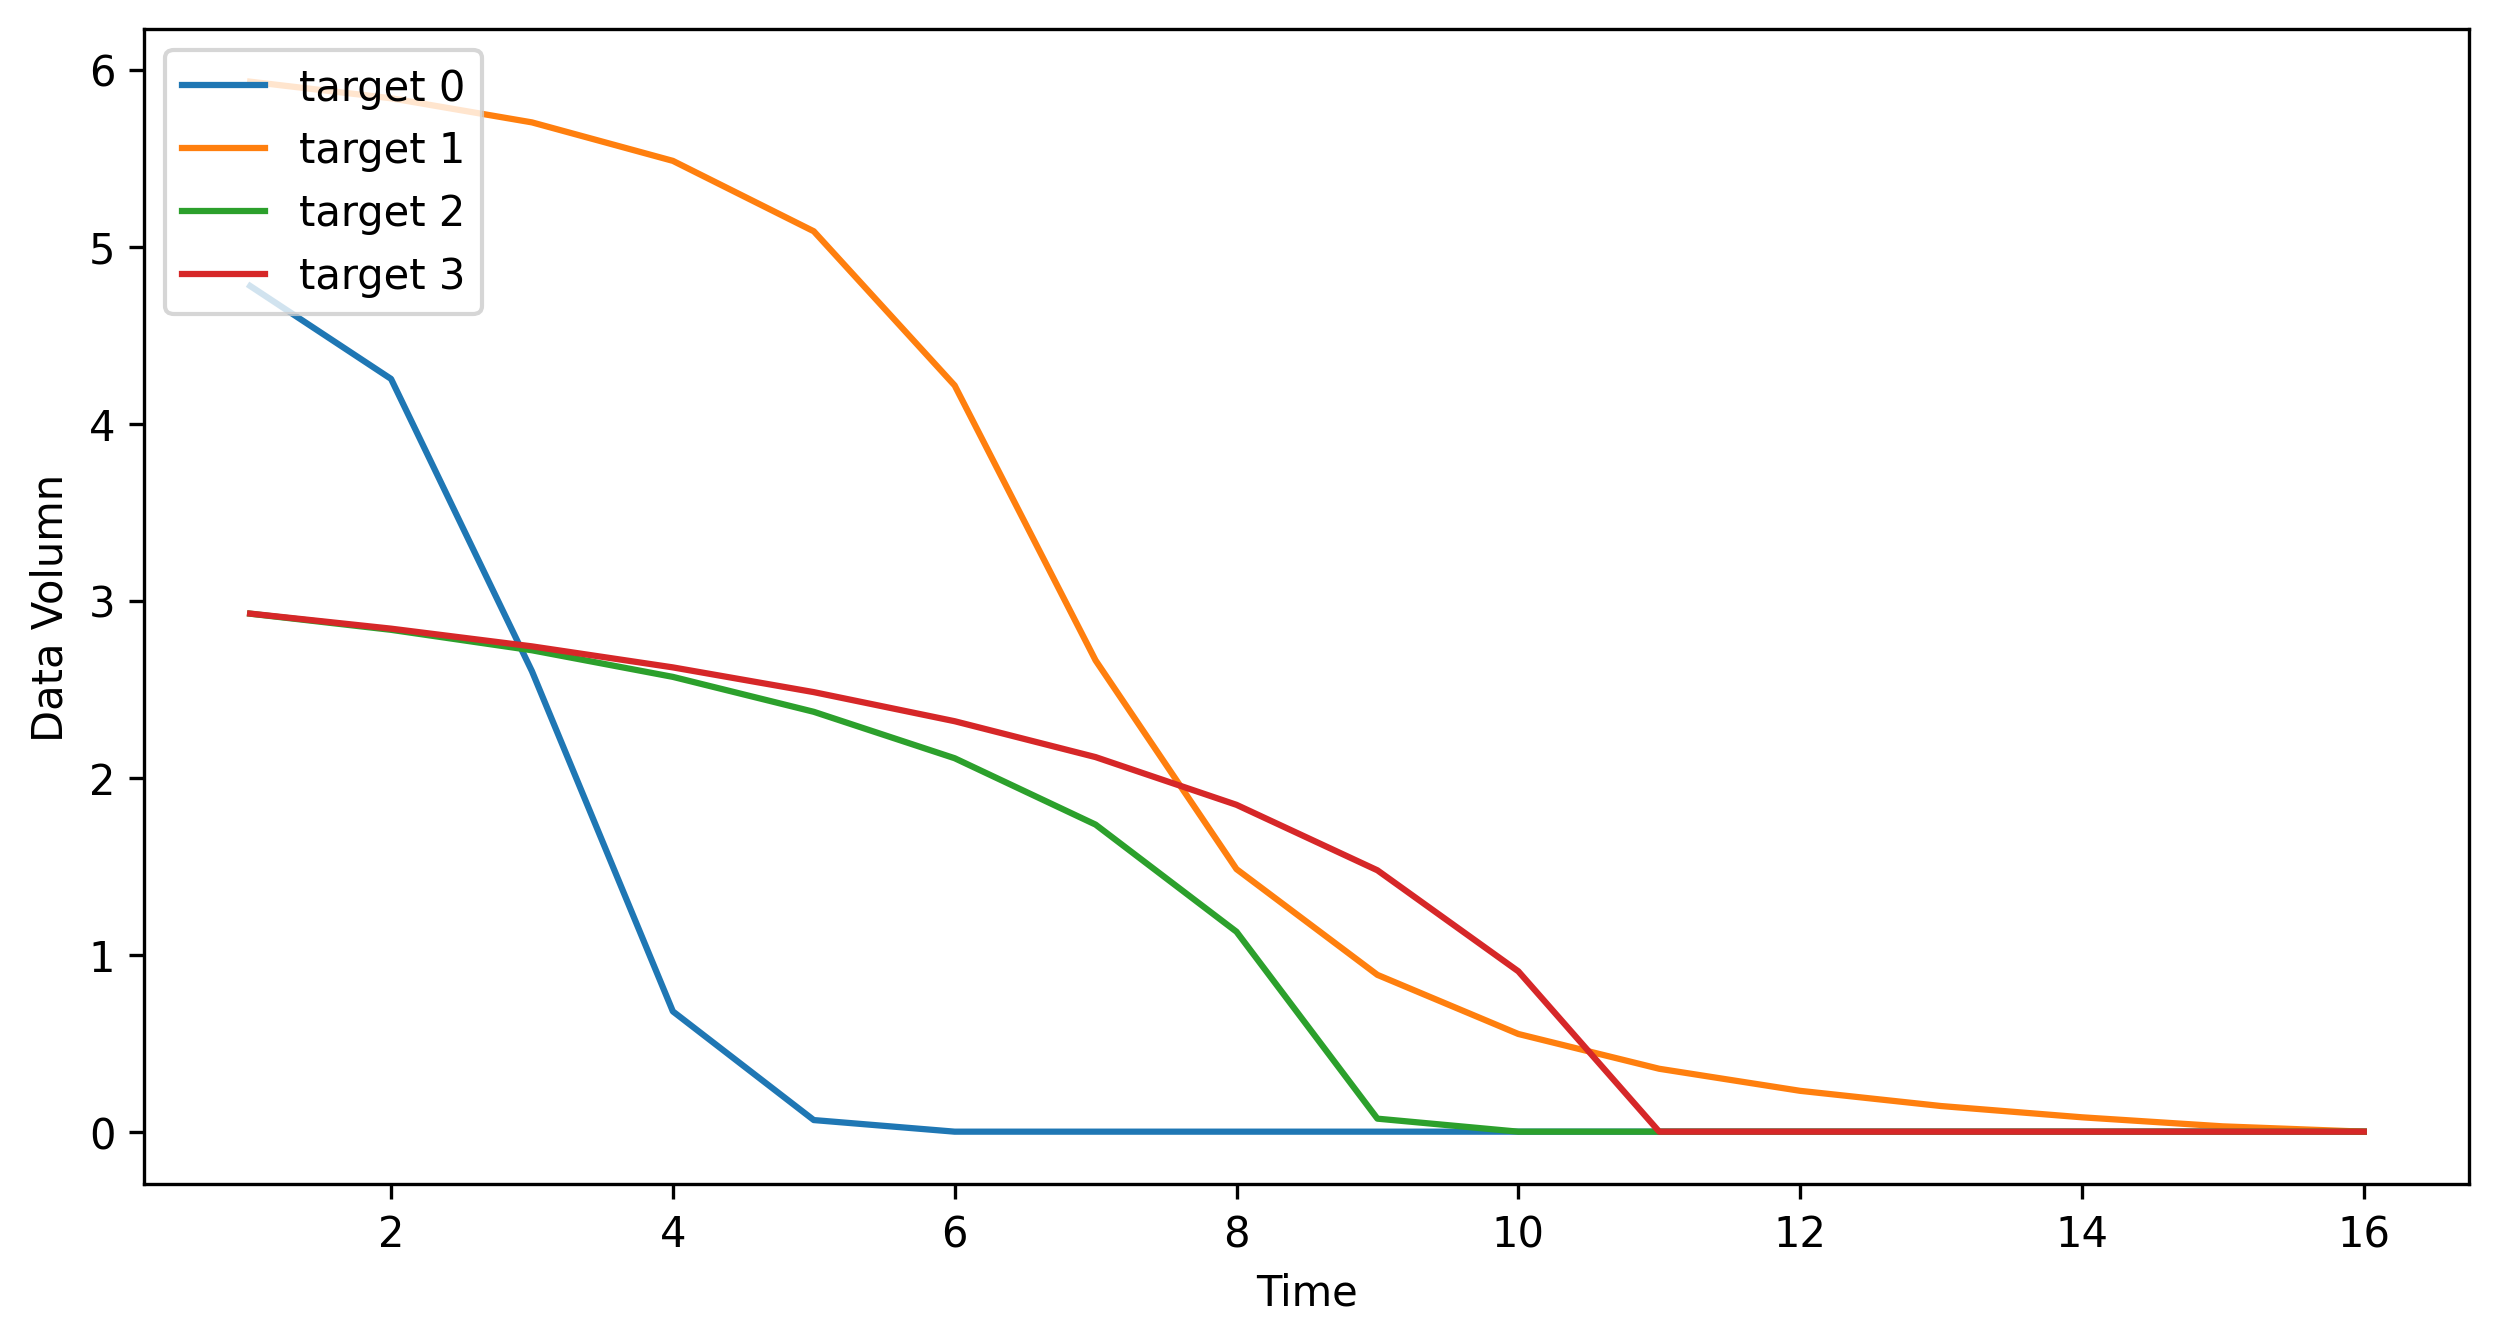 target 0
target 1
target 2
target 3
6
5
4
3
2
1
0
Data Volumn
2 4 6 8 10 12 14 16
Time